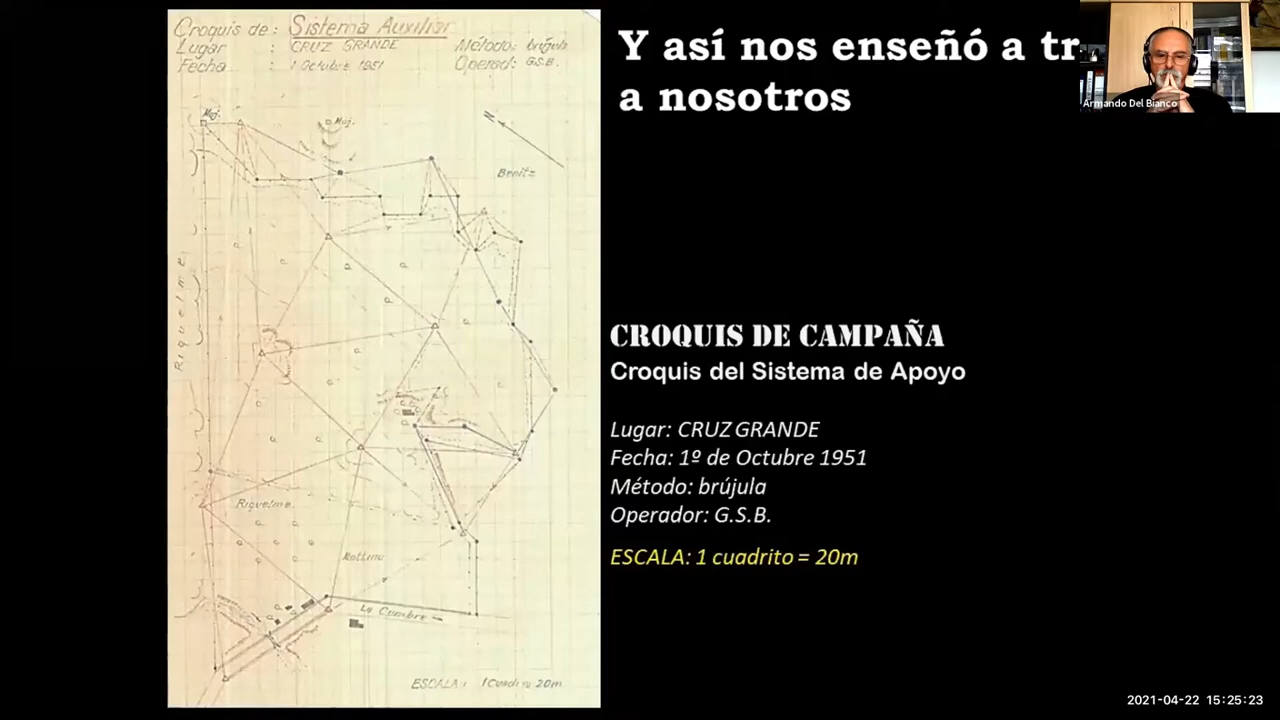 Croquis de: Sistema Auxiliar
Lugar : CRUZ GRANDE Método: brújula
Fecha : 1 Octubre 1951 Operad: G.S.B.
Moj.
Moj.
N
Benitz
Riquelme
Riquelme
La Cumbre
ESCALA: 1 Cuadrito 20m
Y así nos enseñó a tr
a nosotros
Armando Del Bianco
CROQUIS DE CAMPAÑA
Croquis del Sistema de Apoyo
Lugar: CRUZ GRANDE
Fecha: 1º de Octubre 1951
Método: brújula
Operador: G.S.B.
ESCALA: 1 cuadrito = 20m
2021-04-22 15:25:23